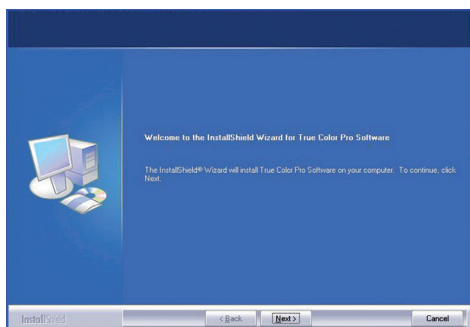 Welcome to the InstallShield Wizard for True Color Pro Software
The InstallShield® Wizard will install True Color Pro Software on your computer. To continue, click
Next.
InstallShield
< Back
Next >
Cancel